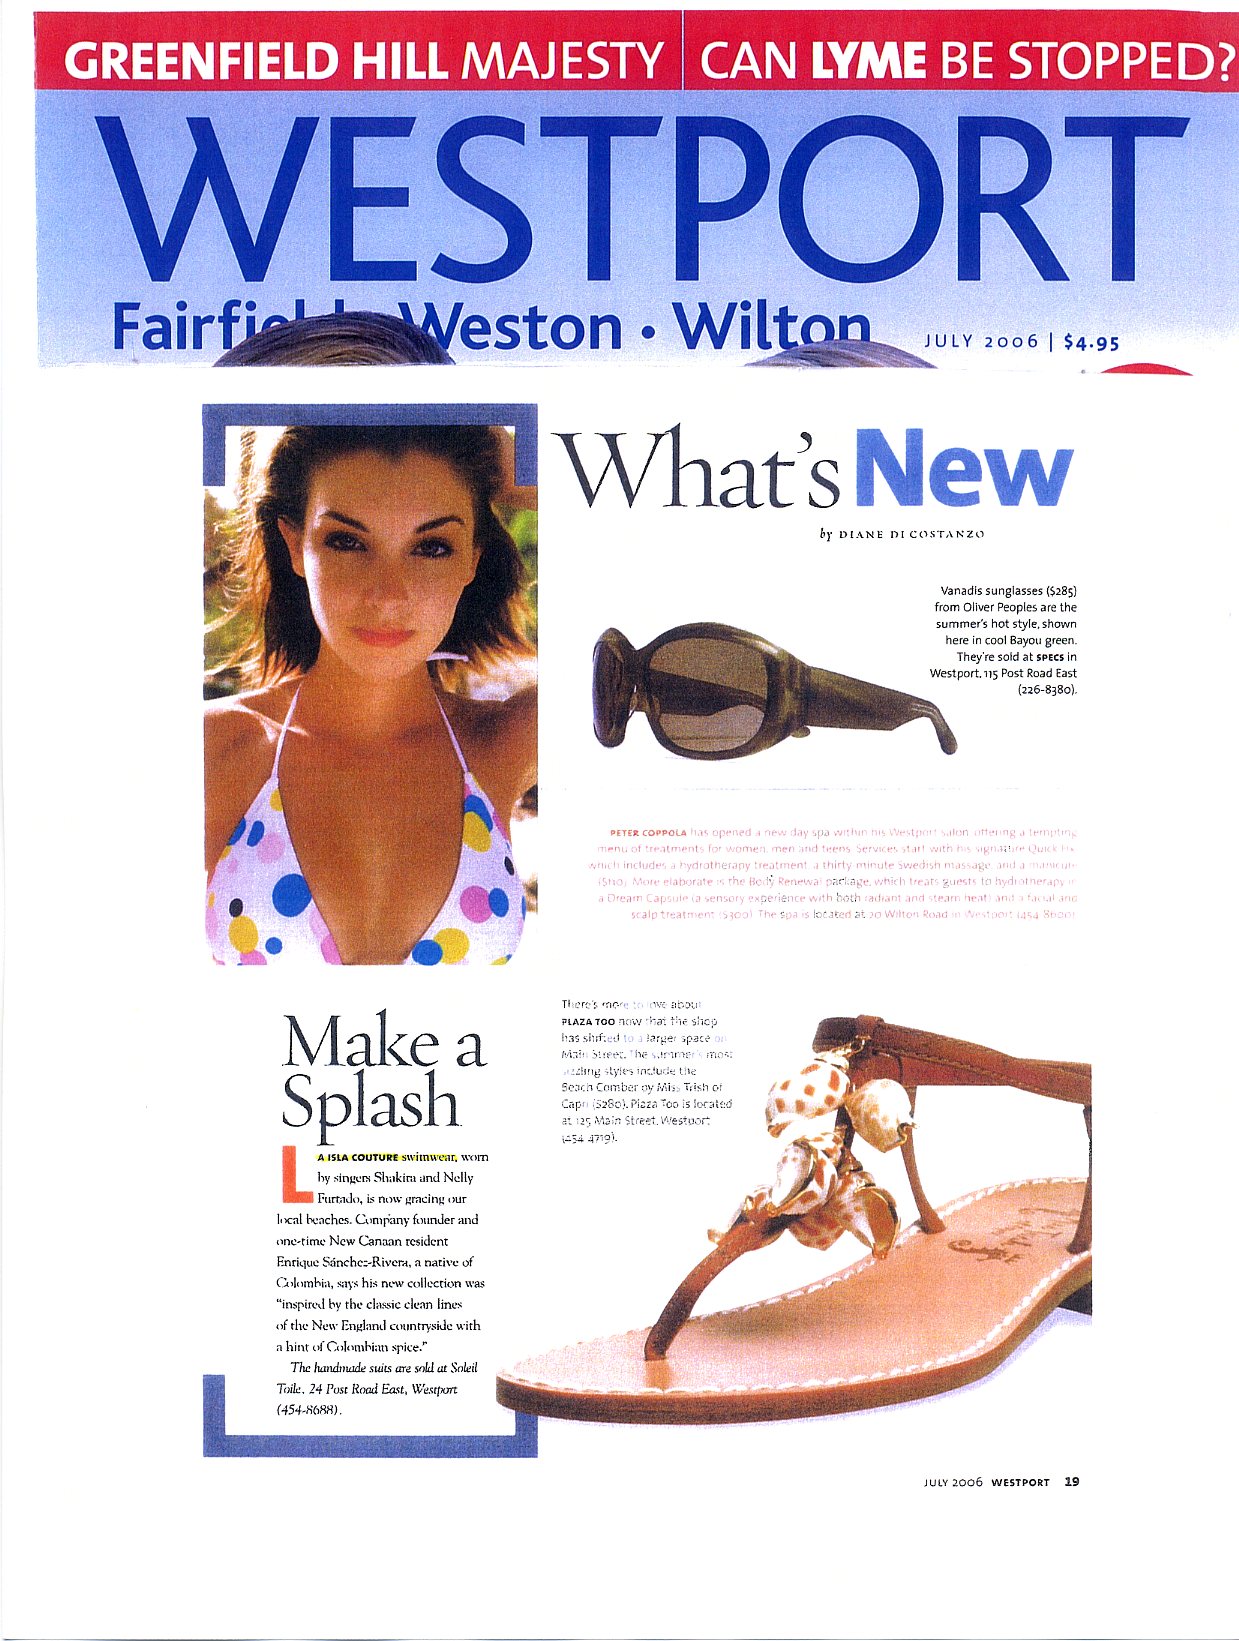 GREENFIELD HILL MAJESTY
CAN LYME BE STOPPED?
WESTPORT
Weston • Wilton
JULY 2006 | $4.95
What's New
by DIANE DI COSTANZO
Vanadis sunglasses ($285)
from Oliver Peoples are the
summer's hot style, shown
here in cool Bayou green.
They're sold at SPECS in
Westport, 115 Post Road East
(226-8380).
PETER COPPOLA has opened a new day spa within his Westport salon offering a tempting
menu of treatments for women, men and teens. Services start with his signature Quick
which includes a hydrotherapy treatment, a thirty minute Swedish massage, and a manicure
($110). More elaborate is the Body Renewal package, which treats guests to hydrotherapy in
a Dream Capsule (a sensory experience with both radiant and steam heat) and a facial and
scalp treatment ($300). The spa is located at 20 Wilton Road in Westport (454-8600).
Make a
Splash
LA ISLA COUTURE swimwear, worn
by singers Shakira and Nelly
Furtado, is now gracing our
local beaches. Company founder and
one-time New Canaan resident
Enrique Sánchez-Rivera, a native of
Colombia, says his new collection was
"inspired by the classic clean lines
of the New England countryside with
a hint of Colombian spice."
The handmade suits are sold at Soleil
Toile, 24 Post Road East, Westport
(454-8688).
There's more to love about
PLAZA TOO now that the shop
has shifted to a larger space on
Main Street. The summer's most
sizzling styles include the
Beach Comber by Miss Trish of
Capri ($280). Plaza Too is located
at 125 Main Street, Westport
(454-4719).
JULY 2006 WESTPORT 19